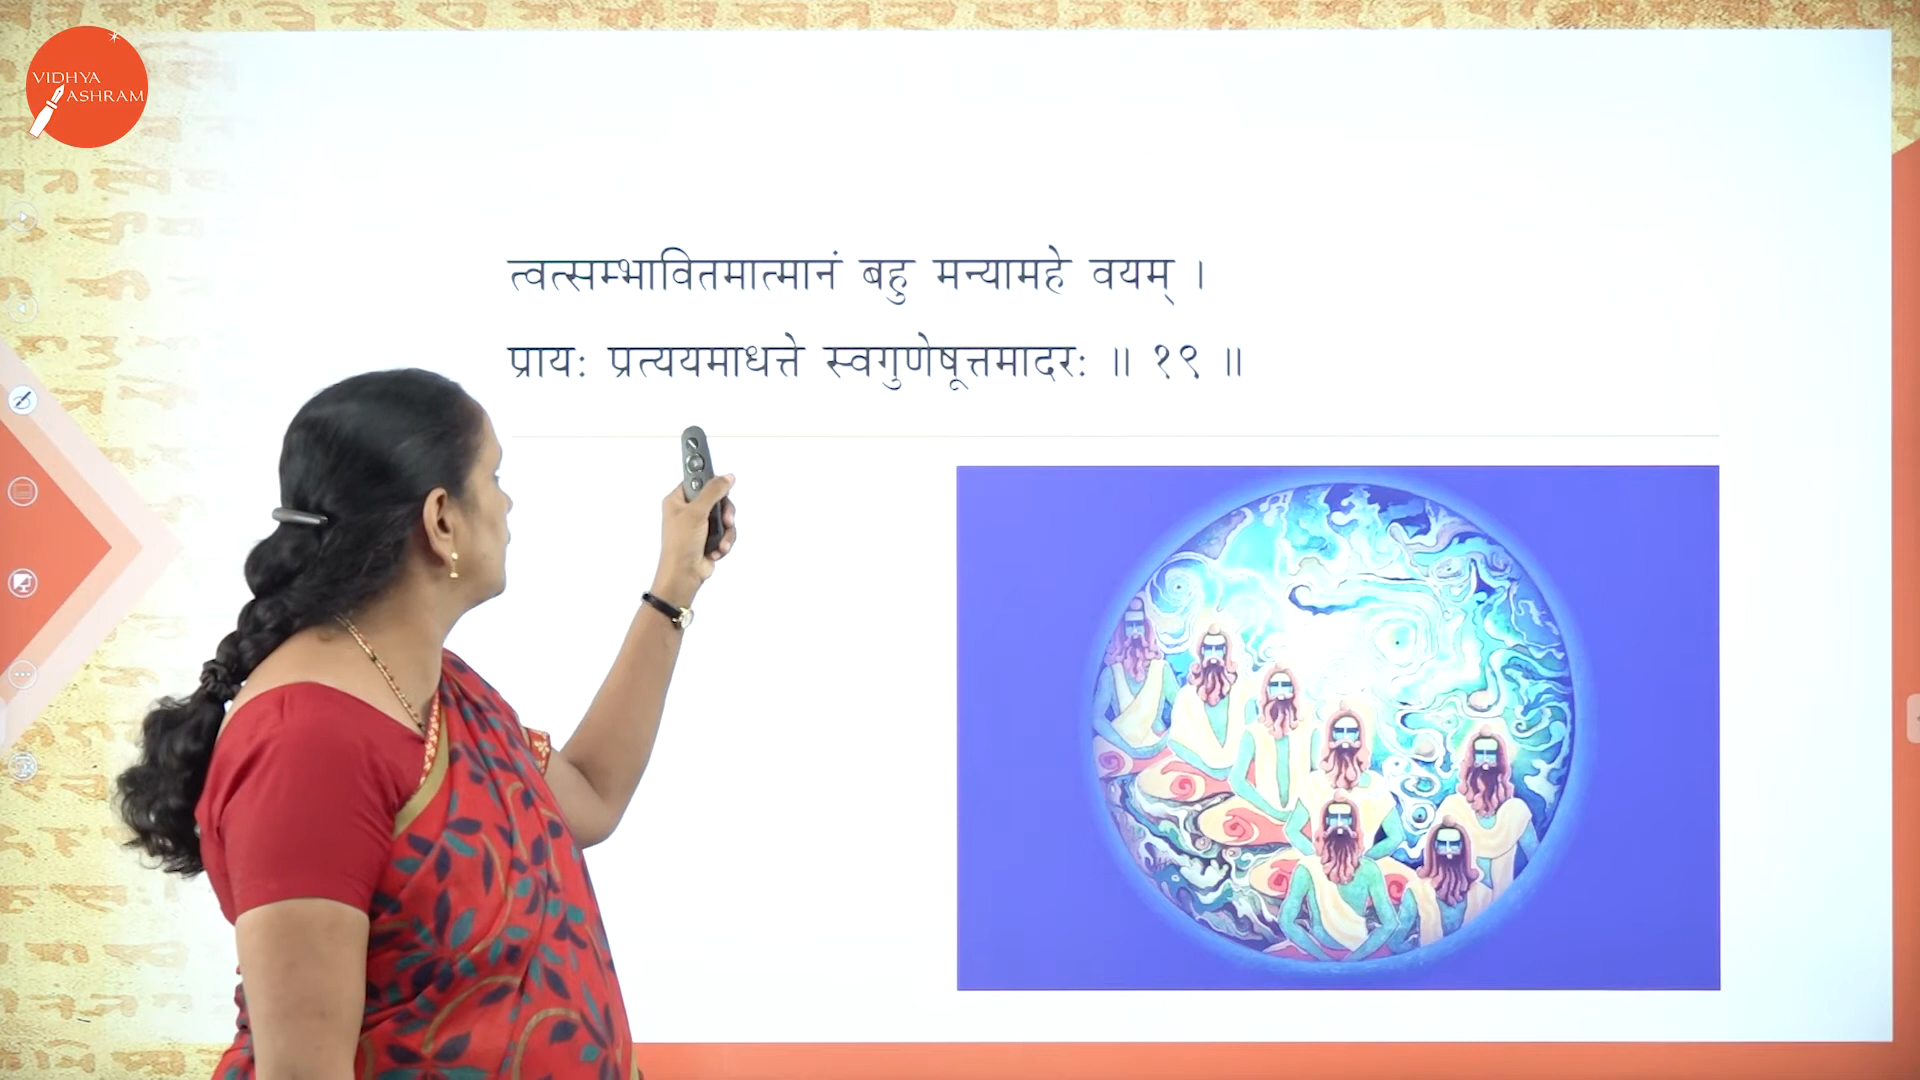 VIDHYA
ASHRAM
त्वत्सम्भावितमात्मानं बहु मन्यामहे वयम् ।
प्रायः प्रत्ययमाधत्ते स्वगुणेषूत्तमादरः ॥ १९ ॥